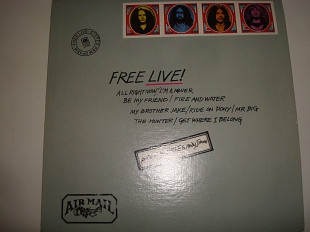 FREE LIVE!
ALL RIGHT NOW/I'M A MOVER
BE MY FRIEND/FIRE AND WATER
MY BROTHER JAKE/RIDE ON PONY/MR BIG
THE HUNTER/GET WHERE I BELONG
AIR MAIL